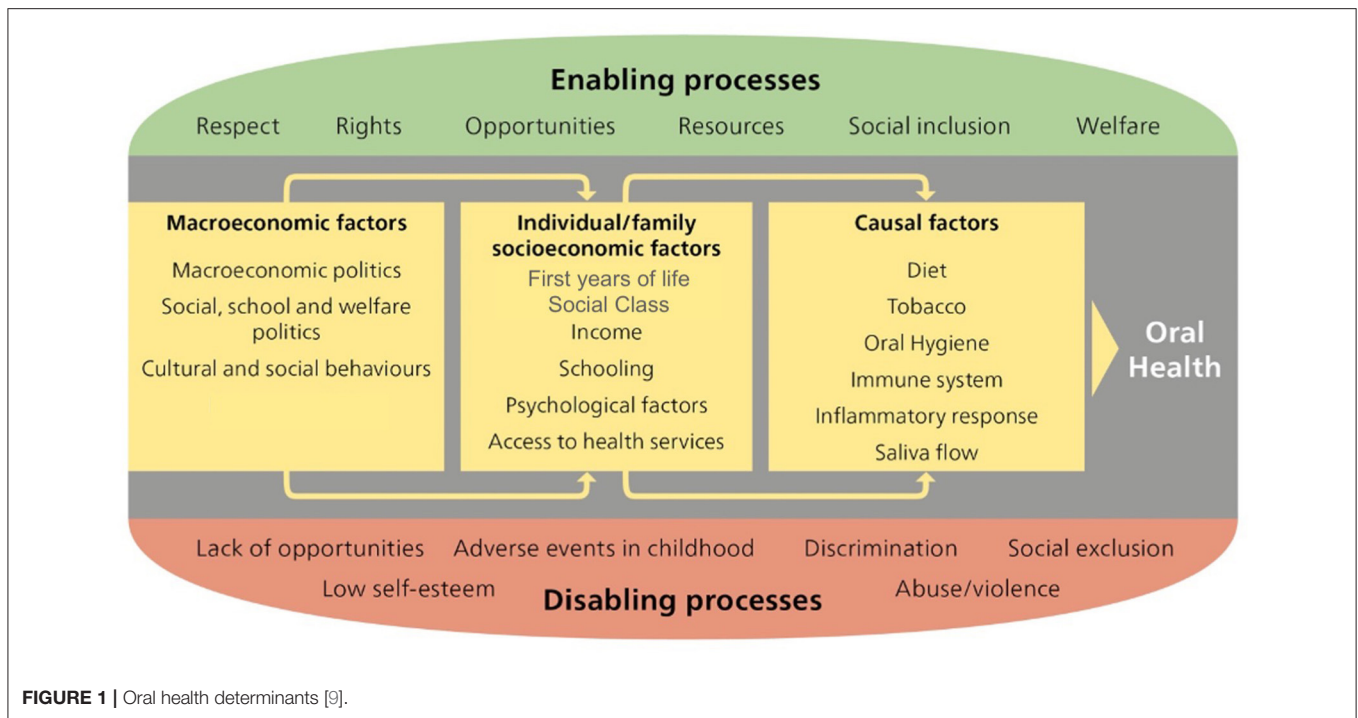 Enabling processes
Respect Rights Opportunities Resources Social inclusion Welfare
Macroeconomic factors
Macroeconomic politics
Social, school and welfare
politics
Cultural and social behaviours
Individual/family
socioeconomic factors
First years of life
Social Class
Income
Schooling
Psychological factors
Access to health services
Causal factors
Diet
Tobacco
Oral Hygiene
Immune system
Inflammatory response
Saliva flow
Oral
Health
Lack of opportunities Adverse events in childhood Discrimination Social exclusion
Low self-esteem Disabling processes Abuse/violence
FIGURE 1 | Oral health determinants [9].